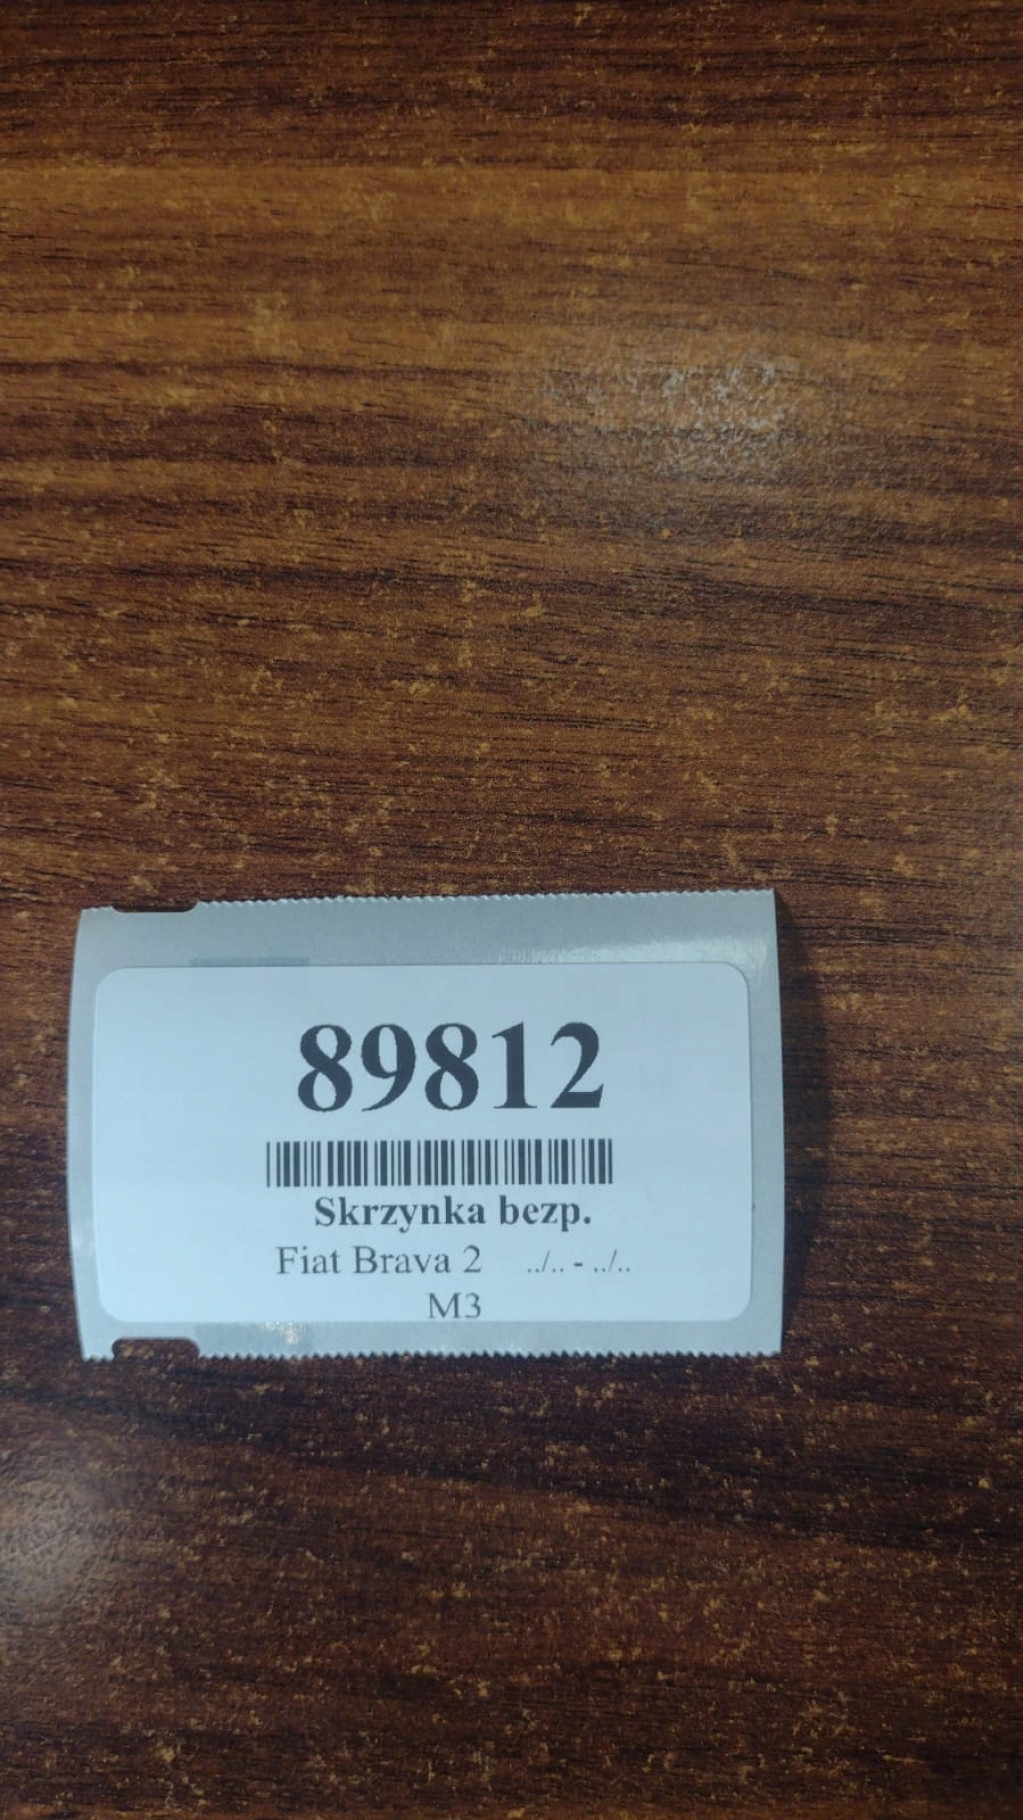 89812
Skrzynka bezp.
Fiat Brava 2 ../.. - ../..
M3